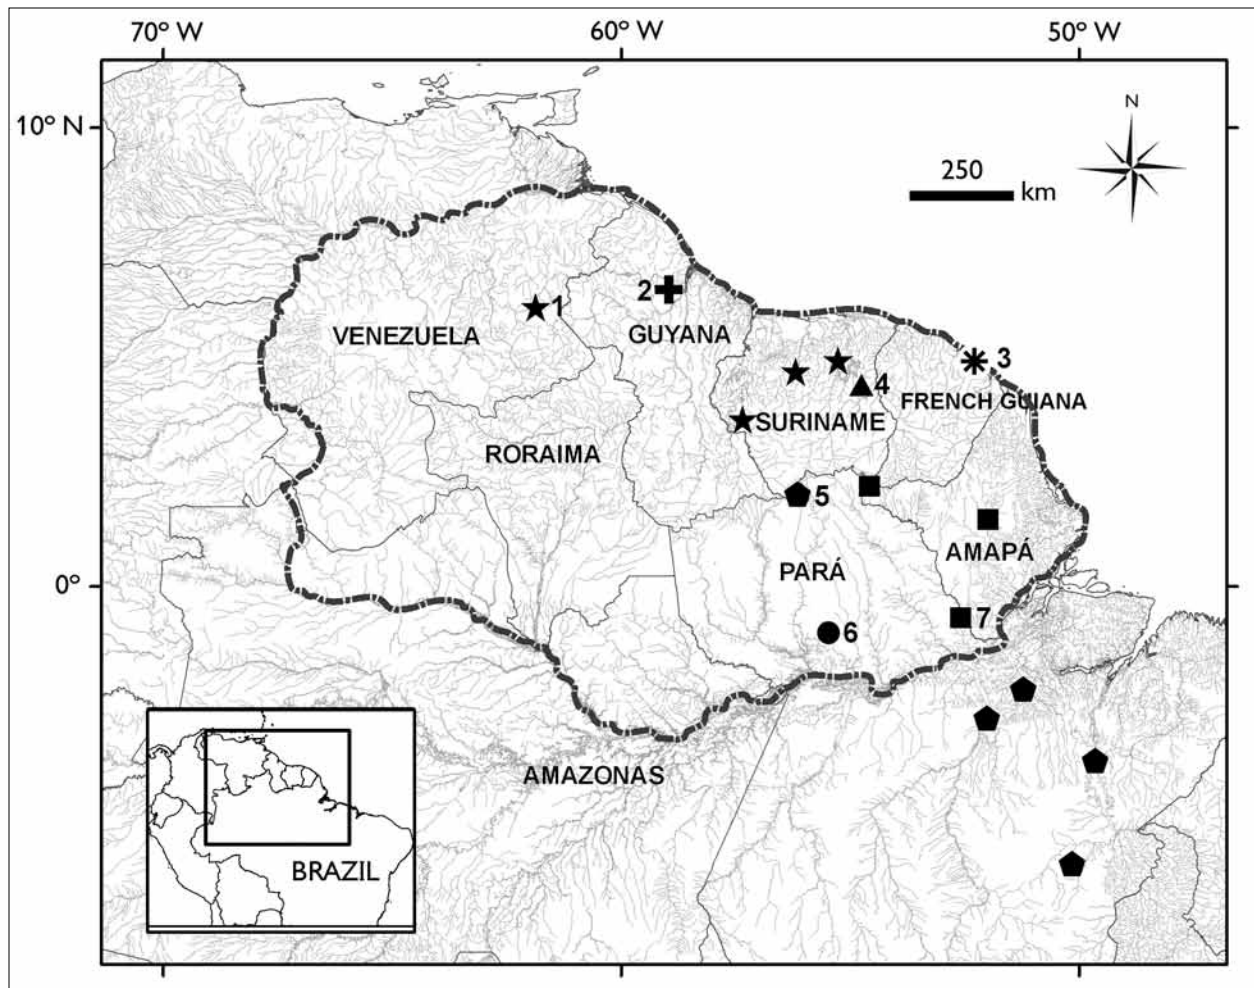 70° W
60° W
50° W
10° N
N
250
km
1
2
VENEZUELA
GUYANA
3
4
FRENCH GUIANA
SURINAME
RORAIMA
5
AMAPÁ
PARÁ
0°
6
7
AMAZONAS
BRAZIL